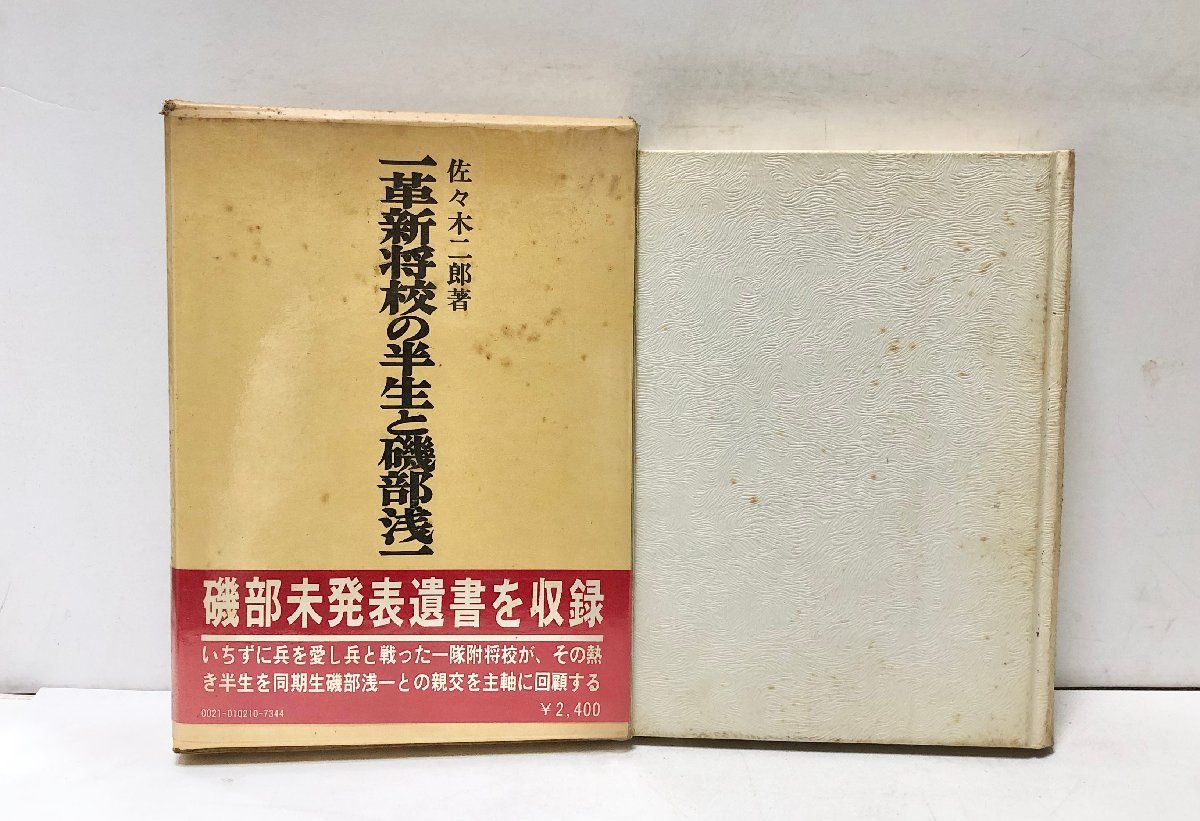 佐々木二郎著
一革新将校の半生と磯部浅一
磯部未発表遺書を収録
いちずに兵を愛し兵と戦った一隊附将校が、その熱
き半生を同期生磯部浅一との親交を主軸に回顧する
0021-010210-7344
￥2,400